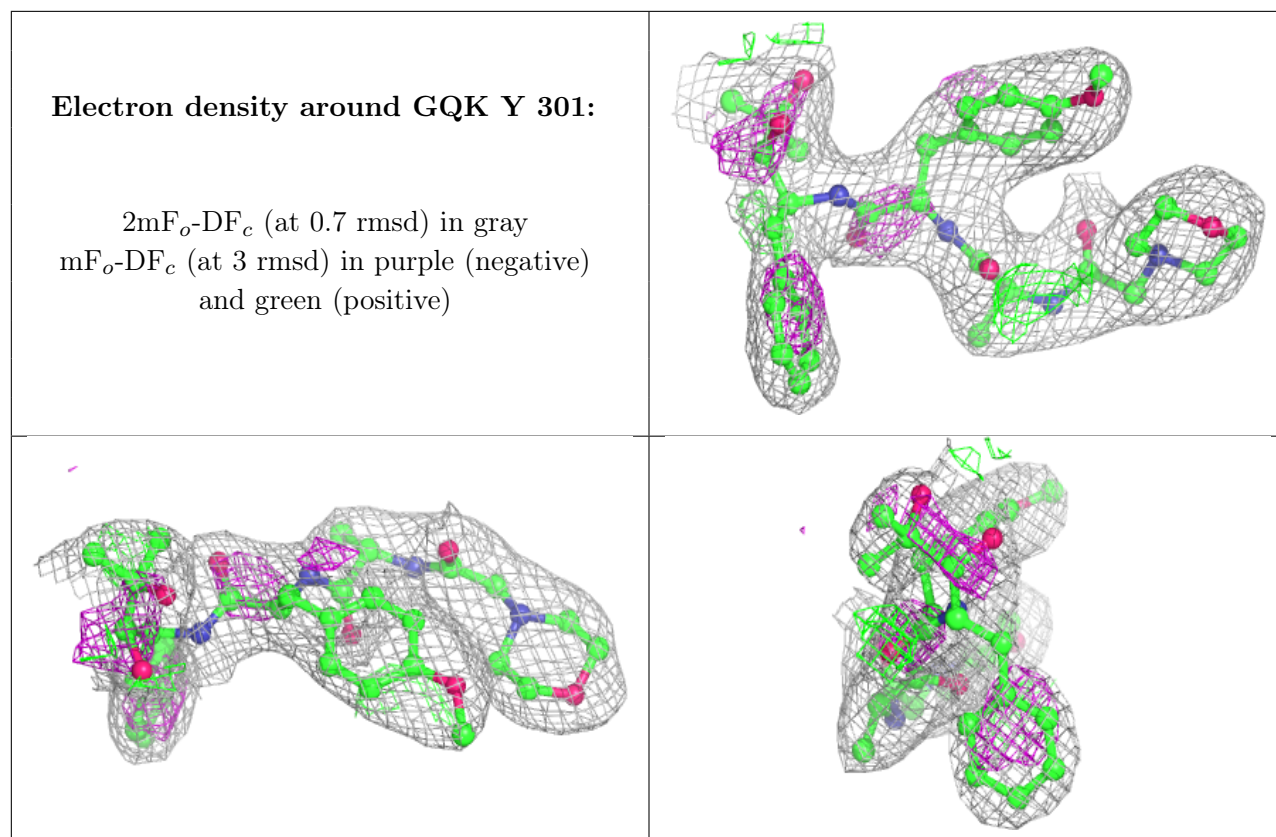 Electron density around GQK Y 301:
2mFo-DFc (at 0.7 rmsd) in gray
mFo-DFc (at 3 rmsd) in purple (negative)
and green (positive)